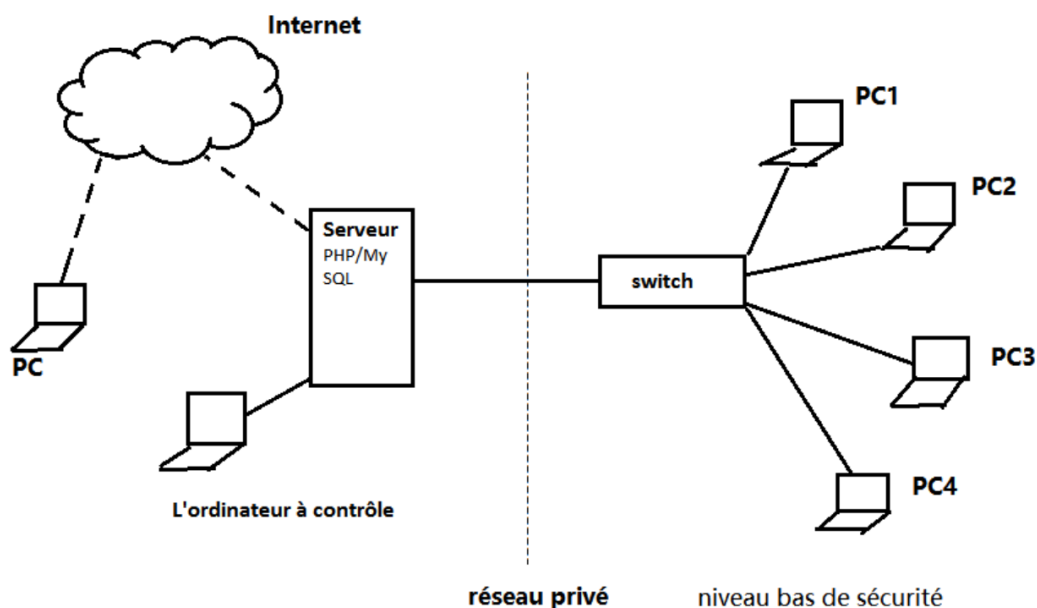 Internet
PC1
PC2
Serveur
PHP/My
SQL
switch
PC
PC3
L'ordinateur à contrôle
PC4
réseau privé
niveau bas de sécurité